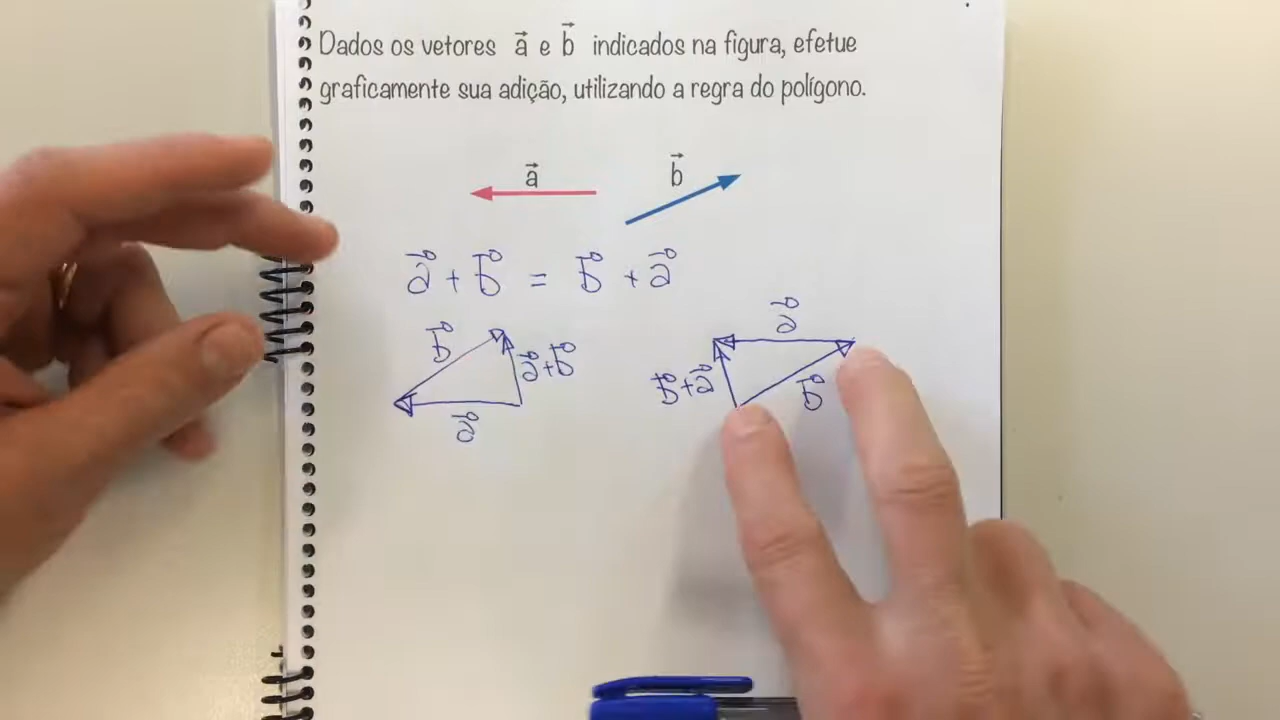 Dados os vetores a⃗ e b⃗ indicados na figura, efetue
graficamente sua adição, utilizando a regra do polígono.
a⃗
b⃗
a⃗ + b⃗ = b⃗ + a⃗
b⃗
a⃗+b⃗
a⃗
a⃗
b⃗+a⃗
b⃗